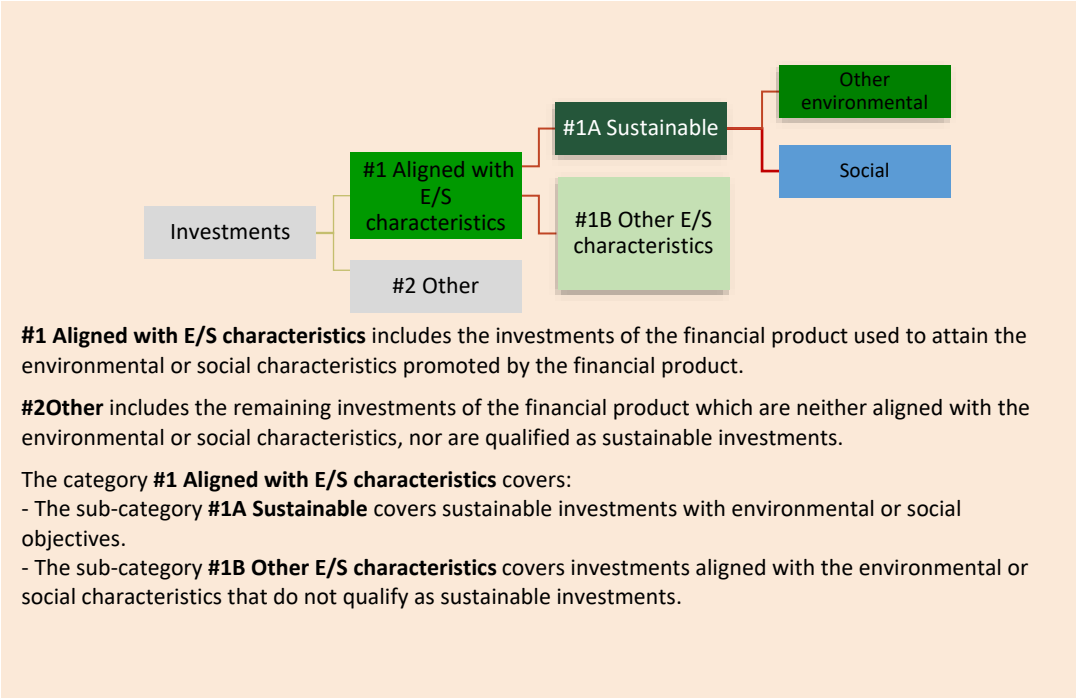 Other
environmental
#1A Sustainable
#1 Aligned with
E/S
characteristics
Social
#1B Other E/S
characteristics
Investments
#2 Other
#1 Aligned with E/S characteristics includes the investments of the financial product used to attain the
environmental or social characteristics promoted by the financial product.
#2Other includes the remaining investments of the financial product which are neither aligned with the
environmental or social characteristics, nor are qualified as sustainable investments.
The category #1 Aligned with E/S characteristics covers:
- The sub-category #1A Sustainable covers sustainable investments with environmental or social
objectives.
- The sub-category #1B Other E/S characteristics covers investments aligned with the environmental or
social characteristics that do not qualify as sustainable investments.